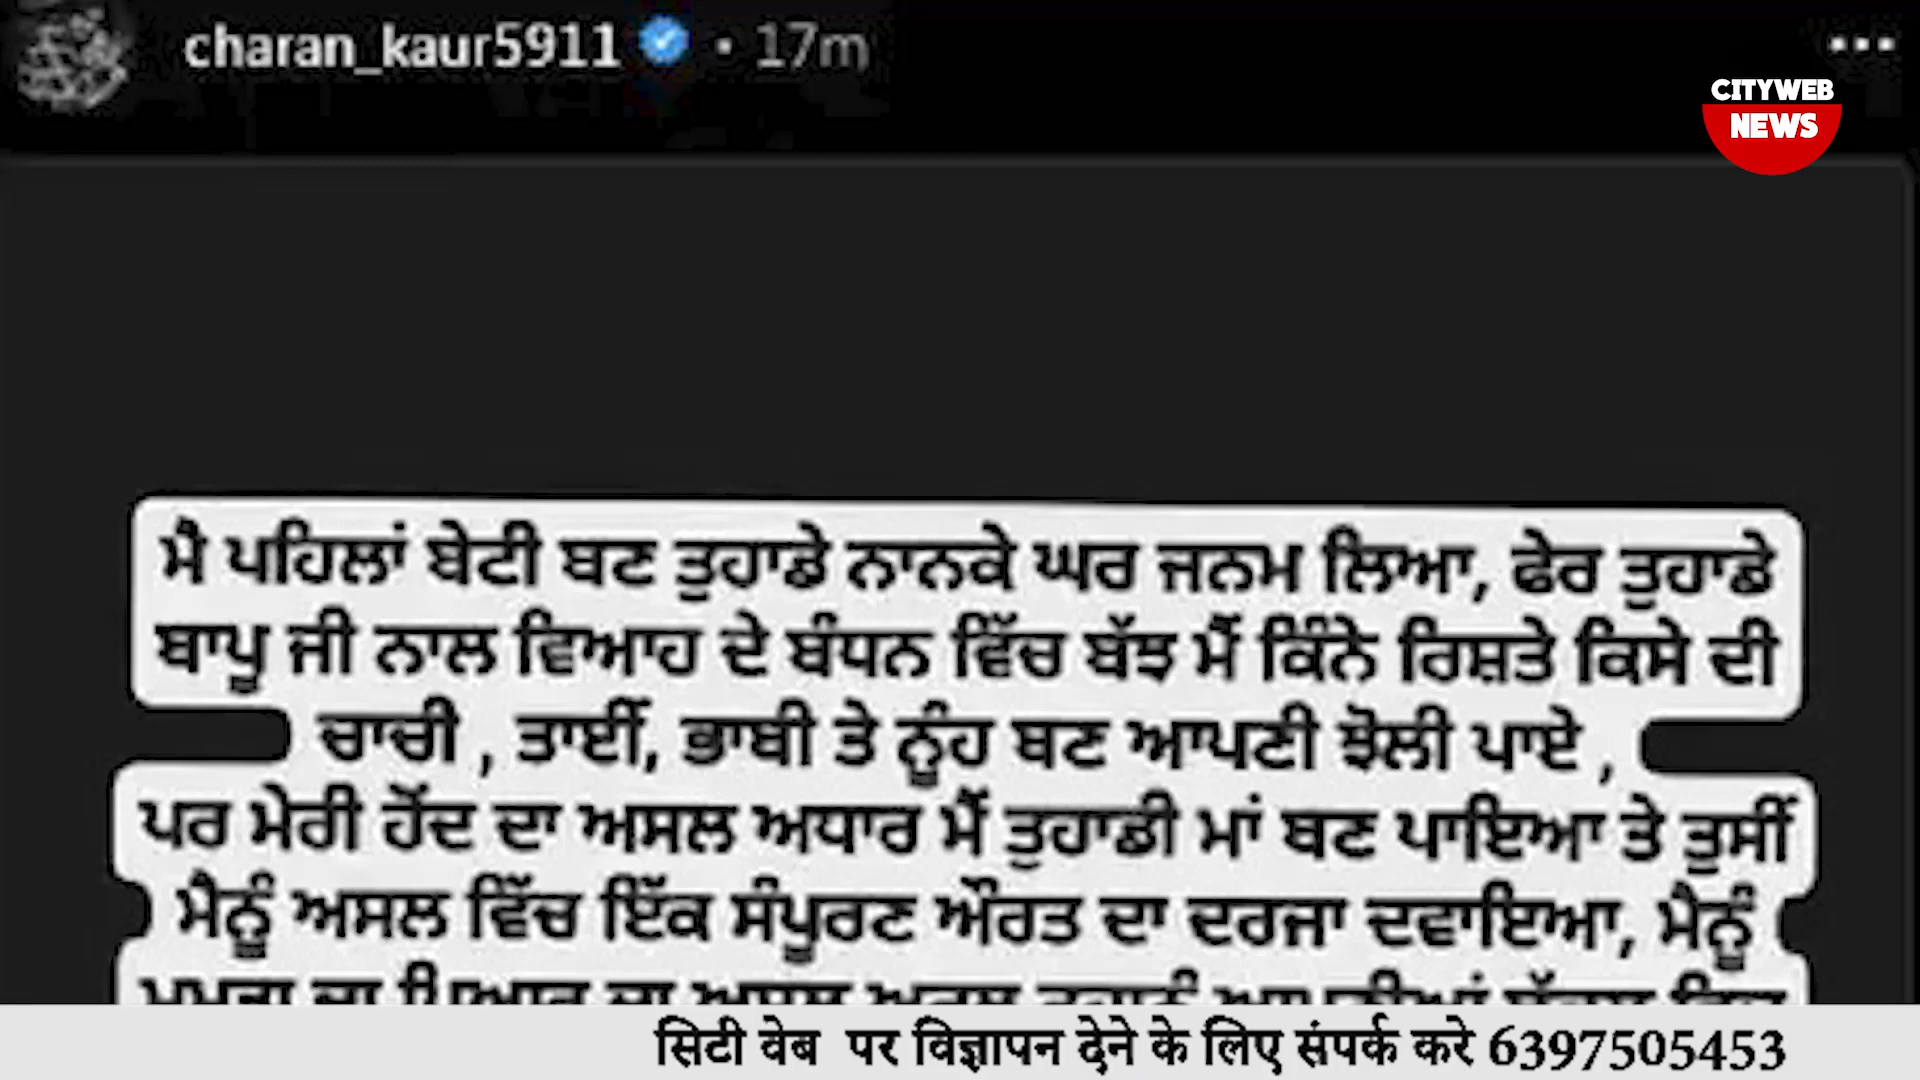 charan_kaur5911 • 17m
CITYWEB
NEWS
ਮੈ ਪਹਿਲਾਂ ਬੇਟੀ ਬਣ ਤੁਹਾਡੇ ਨਾਨਕੇ ਘਰ ਜਨਮ ਲਿਆ, ਫੇਰ ਤੁਹਾਡੇ
ਬਾਪੂ ਜੀ ਨਾਲ ਵਿਆਹ ਦੇ ਬੰਧਨ ਵਿੱਚ ਬੱਝ ਮੈਂ ਕਿੰਨੇ ਰਿਸ਼ਤੇ ਕਿਸੇ ਦੀ
ਚਾਚੀ , ਤਾਈਂ, ਭਾਬੀ ਤੇ ਨੂੰਹ ਬਣ ਆਪਣੀ ਝੋਲੀ ਪਾਏ ,
ਪਰ ਮੇਰੀ ਹੋਂਦ ਦਾ ਅਸਲ ਅਧਾਰ ਮੈਂ ਤੁਹਾਡੀ ਮਾਂ ਬਣ ਪਾਇਆ ਤੇ ਤੁਸੀਂ
ਮੈਨੂੰ ਅਸਲ ਵਿੱਚ ਇੱਕ ਸੰਪੂਰਣ ਔਰਤ ਦਾ ਦਰਜਾ ਦਵਾਇਆ, ਮੈਨੂੰ
सिटी वेब पर विज्ञापन देने के लिए संपर्क करे 6397505453